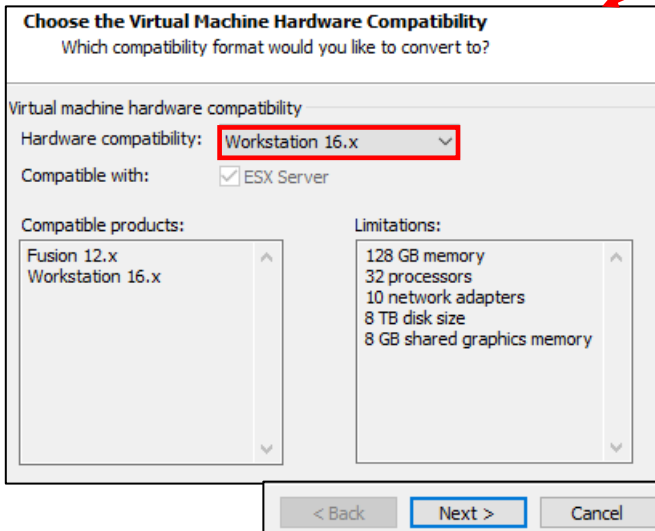 Choose the Virtual Machine Hardware Compatibility
Which compatibility format would you like to convert to?
Virtual machine hardware compatibility
Hardware compatibility: Workstation 16.x
Compatible with: ESX Server
Compatible products: Limitations:
Fusion 12.x 128 GB memory
Workstation 16.x 32 processors
10 network adapters
8 TB disk size
8 GB shared graphics memory
< Back Next > Cancel